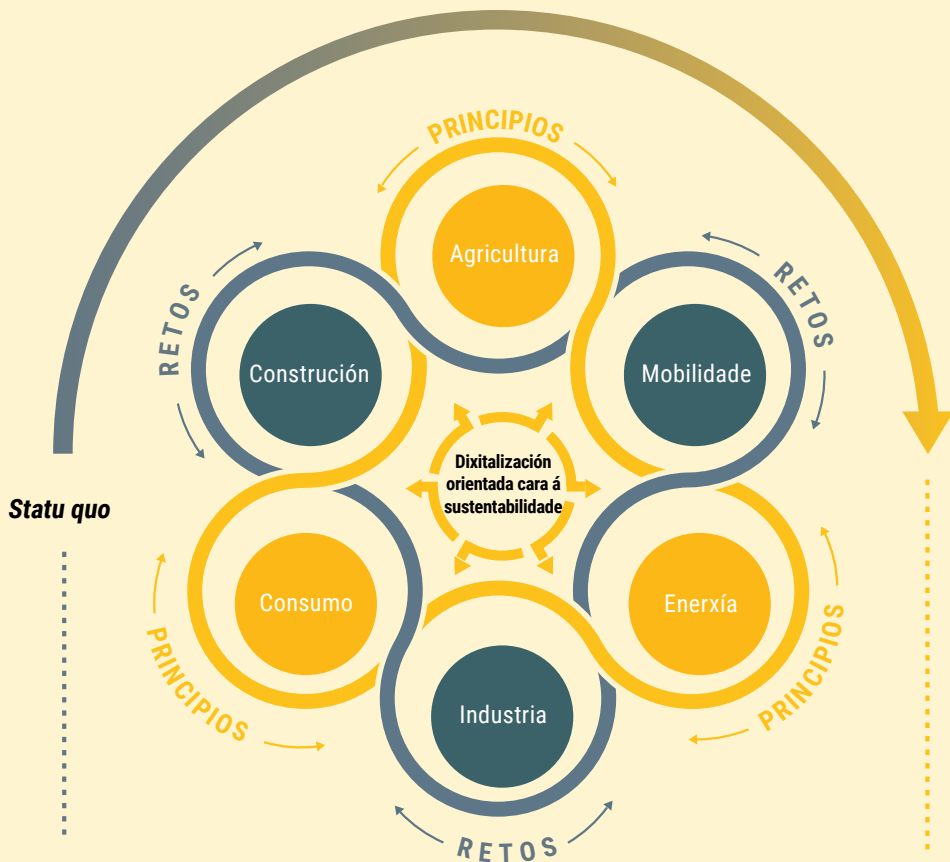 PRINCIPIOS
Agricultura
RETOS
RETOS
Construción
Mobilidade
Dixitalización
orientada cara á
sustentabilidade
Statu quo
Consumo
Enerxía
PRINCIPIOS
PRINCIPIOS
Industria
RETOS